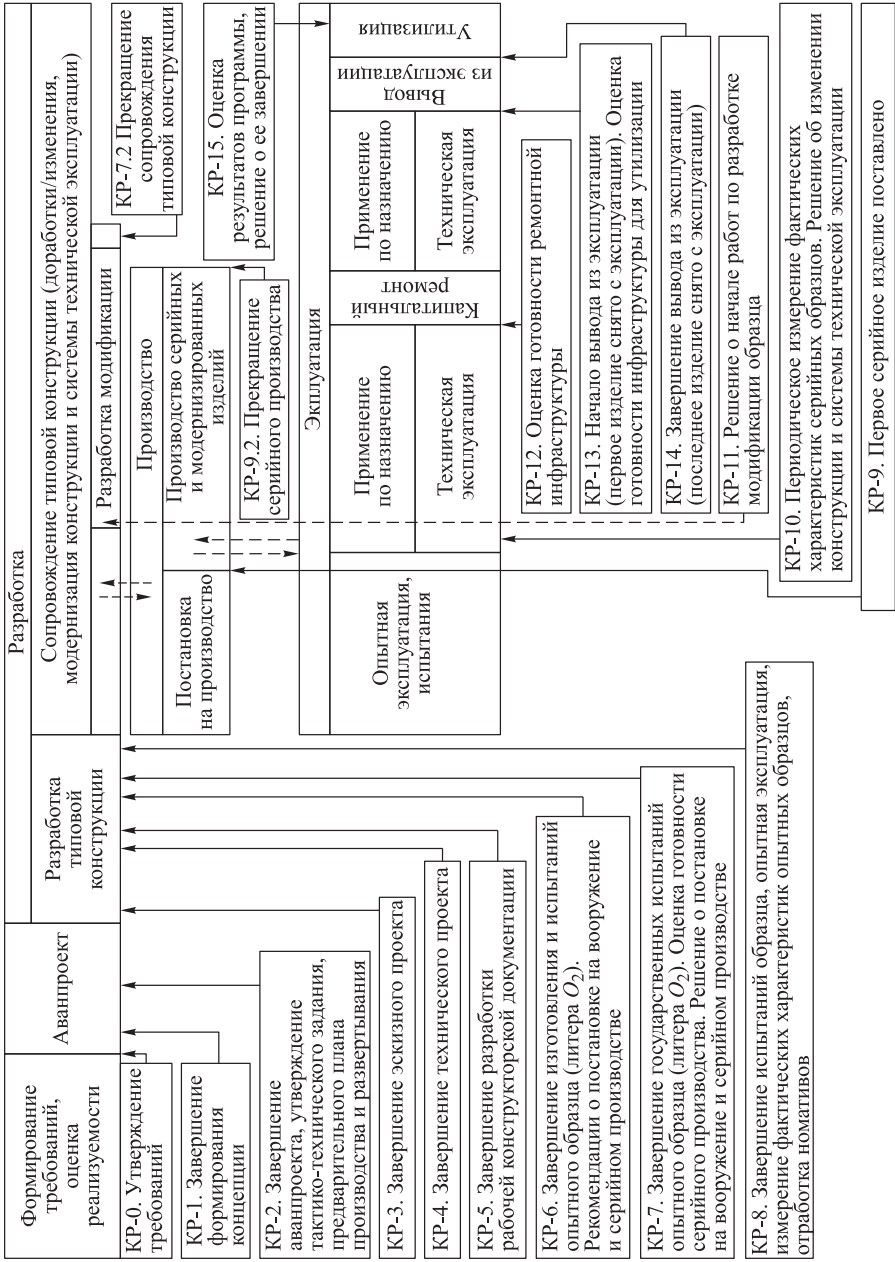 Формирование
требований,
оценка
реализуемости
Аванпроект
Разработка
Разработка
типовой
конструкции
Сопровождение типовой конструкции (доработки/изменения,
модернизация конструкции и системы технической эксплуатации)
Разработка модификации
КР-7.2 Прекращение
сопровождения
типовой конструкции
Производство
Постановка
на производство
Производство серийных
и модернизированных
изделий
КР-9.2. Прекращение
серийного производства
КР-15. Оценка
результатов программы,
решение о ее завершении
Эксплуатация
Опытная
эксплуатация,
испытания
Применение
по назначению
Техническая
эксплуатация
Капитальный
ремонт
Применение
по назначению
Техническая
эксплуатация
Вывод
из эксплуатации
Утилизация
КР-0. Утверждение
требований
КР-1. Завершение
формирования
концепции
КР-2. Завершение
аванпроекта, утверждение
тактико-технического задания,
предварительного плана
производства и развертывания
КР-3. Завершение эскизного проекта
КР-4. Завершение технического проекта
КР-5. Завершение разработки
рабочей конструкторской документации
КР-6. Завершение изготовления и испытаний
опытного образца (литера O₂).
Рекомендации о постановке на вооружение
и серийном производстве
КР-7. Завершение государственных испытаний
опытного образца (литера O₂). Оценка готовности
серийного производства. Решение о постановке
на вооружение и серийном производстве
КР-8. Завершение испытаний образца, опытная эксплуатация,
измерение фактических характеристик опытных образцов,
отработка номативов
КР-12. Оценка готовности ремонтной
инфраструктуры
КР-13. Начало вывода из эксплуатации
(первое изделие снято с эксплуатации). Оценка
готовности инфраструктуры для утилизации
КР-14. Завершение вывода из эксплуатации
(последнее изделие снято с эксплуатации)
КР-11. Решение о начале работ по разработке
модификации образца
КР-10. Периодическое измерение фактических
характеристик серийных образцов. Решение об изменении
конструкции и системы технической эксплуатации
КР-9. Первое серийное изделие поставлено